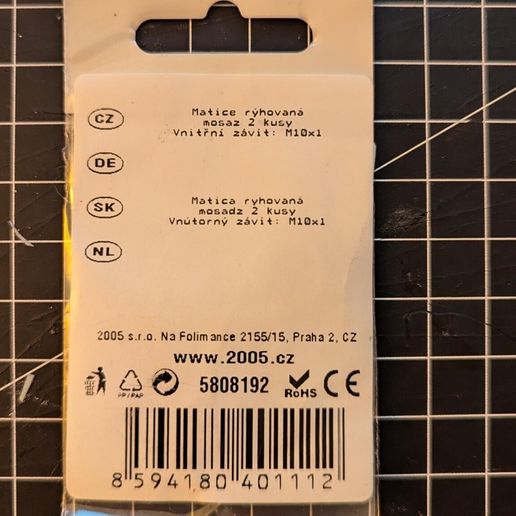 CZ
Matice rýhovaná
mosaz 2 kusy
Vnitřní závit: M10x1
DE
SK
Matica ryhovaná
mosadz 2 kusy
Vnútorný závit: M10x1
NL
2005 s.r.o. Na Folimance 2155/15, Praha 2, CZ
www.2005.cz
PP/PAP
5808192
RoHS
CE
8 594180 401112